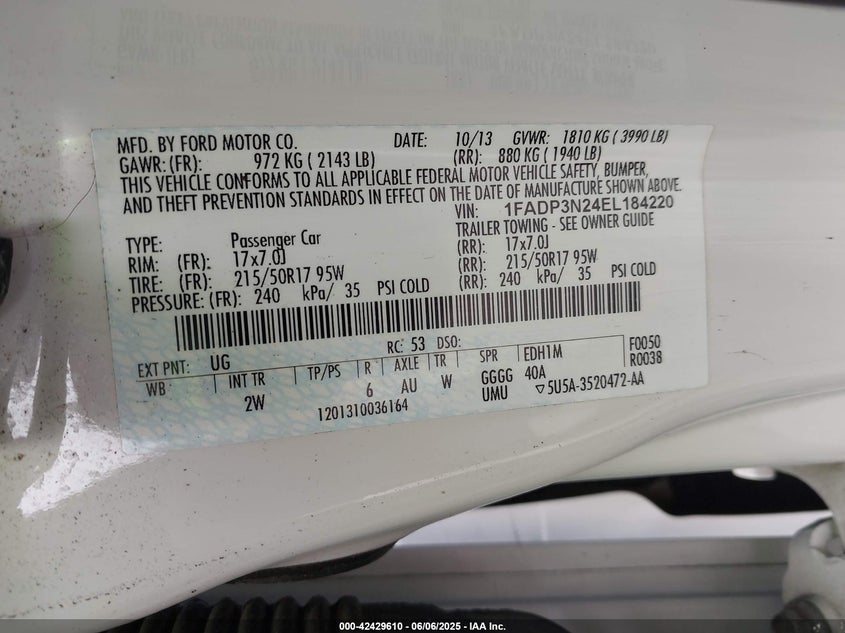 MFD. BY FORD MOTOR CO. DATE: 10/13 GVWR: 1810 KG ( 3990 LB)
GAWR: (FR): 972 KG ( 2143 LB) (RR): 880 KG ( 1940 LB)
THIS VEHICLE CONFORMS TO ALL APPLICABLE FEDERAL MOTOR VEHICLE SAFETY, BUMPER,
AND THEFT PREVENTION STANDARDS IN EFFECT ON THE DATE OF MANUFACTURE SHOWN ABOVE.
VIN: 1FADP3N24EL184220
TYPE: Passenger Car TRAILER TOWING - SEE OWNER GUIDE
RIM: (FR): 17x7.0J (RR): 17x7.0J
TIRE: (FR): 215/50R17 95W (RR): 215/50R17 95W
PRESSURE: (FR): 240 kPa/ 35 PSI COLD (RR): 240 kPa/ 35 PSI COLD
EXT PNT: UG RC: 53 DSO: F0050
WB INT TR TP/PS R AXLE TR SPR EDH1M R0038
2W 6 AU W GGGG 40A
UMU ▽5U5A-3520472-AA
1201310036164
000-42429610 - 06/06/2025 - IAA Inc.